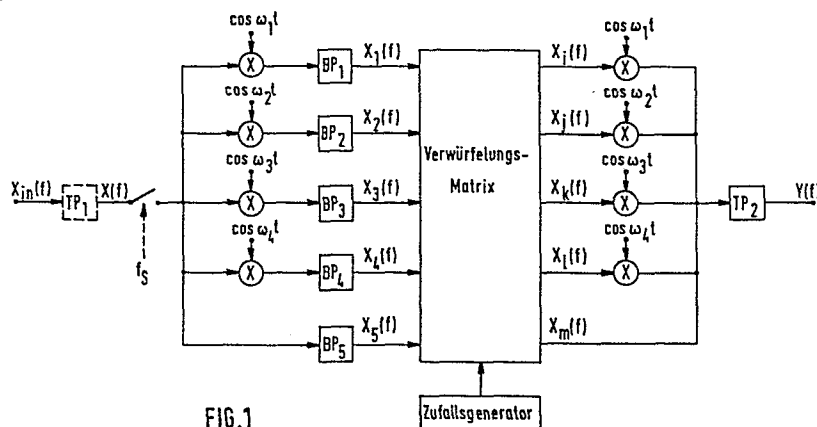 cos ω₁t
cos ω₁t
X BP₁ X₁(f) Xᵢ(f) X
cos ω₂t
cos ω₂t
X BP₂ X₂(f) Xⱼ(f) X
Verwürfelungs-
Matrix
cos ω₃t
cos ω₃t
Xᵢₙ(f) TP₁ X(f) X BP₃ X₃(f) Xₖ(f) X TP₂ Y(f)
cos ω₄t
cos ω₄t
fₛ X BP₄ X₄(f) Xₗ(f) X
BP₅ X₅(f) Xₘ(f)
FIG.1
Zufallsgenerator